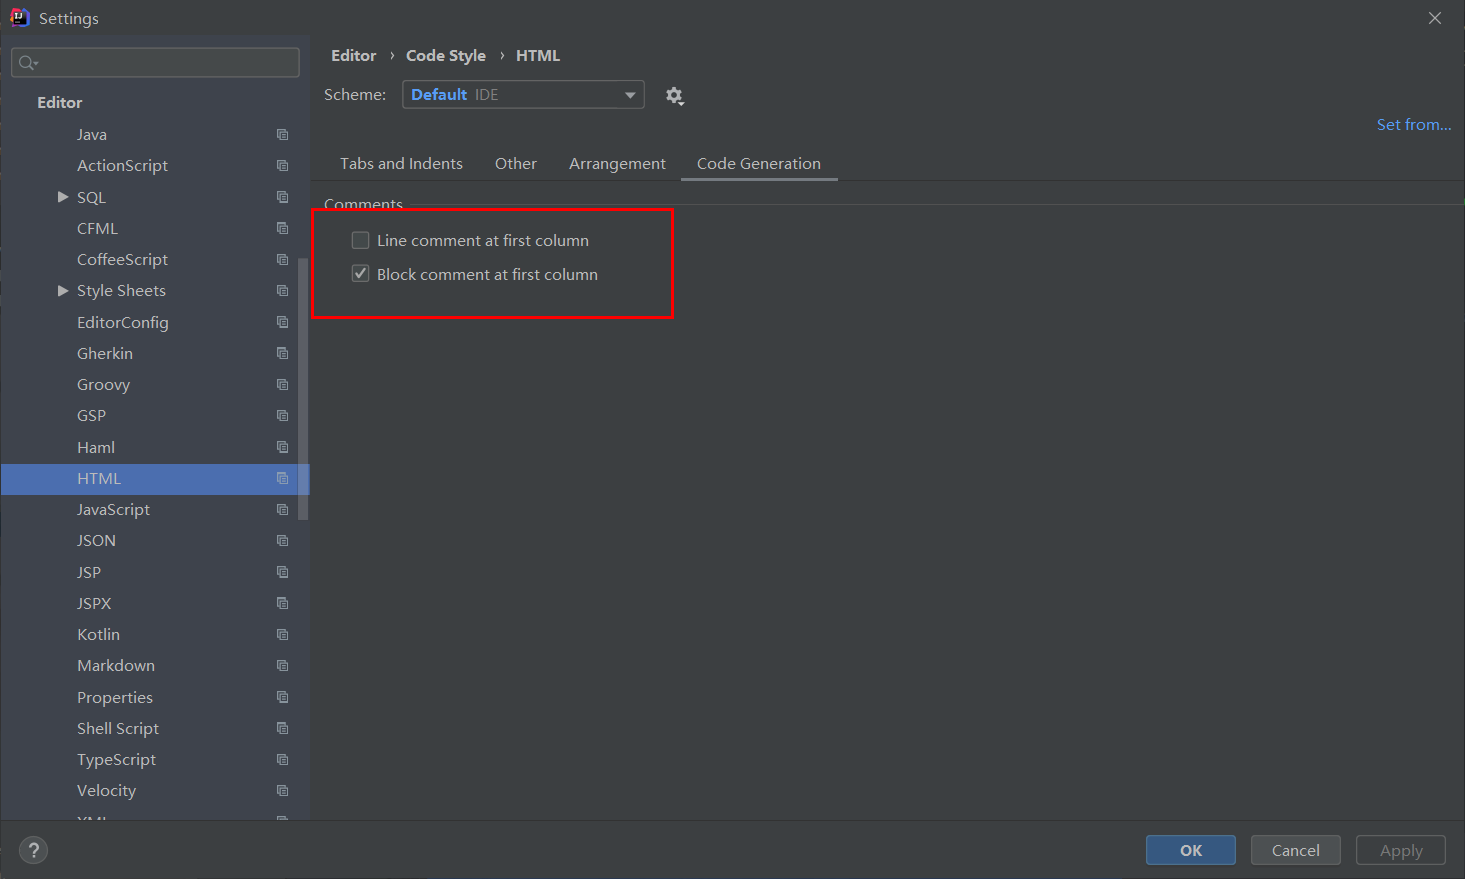 Settings
Editor
Java
ActionScript
SQL
CFML
CoffeeScript
Style Sheets
EditorConfig
Gherkin
Groovy
GSP
Haml
HTML
JavaScript
JSON
JSP
JSPX
Kotlin
Markdown
Properties
Shell Script
TypeScript
Velocity
XML
Editor › Code Style › HTML
Scheme: Default IDE
Set from...
Tabs and Indents Other Arrangement Code Generation
Comments
Line comment at first column
Block comment at first column
? OK Cancel Apply